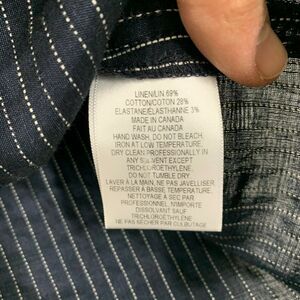 LINEN/LIN 69%
COTTON/COTON 28%
ELASTANE/ELASTHANNE 3%
MADE IN CANADA
FAIT AU CANADA
HAND WASH, DO NOT BLEACH,
IRON AT LOW TEMPERATURE,
DRY CLEAN PROFESSIONALLY IN
ANY SOLVENT EXCEPT
TRICHLOROETHYLENE,
DO NOT TUMBLE DRY
LAVER À LA MAIN, NE PAS JAVELLISER
REPASSER À BASSE TEMPÉRATURE,
NETTOYAGE À SEC PAR
PROFESSIONNEL, N'IMPORTE
DISSOLVANT SAUF
TRICHLOROETHYLENE
NE PAS SÉCHER PAR CULBUTAGE